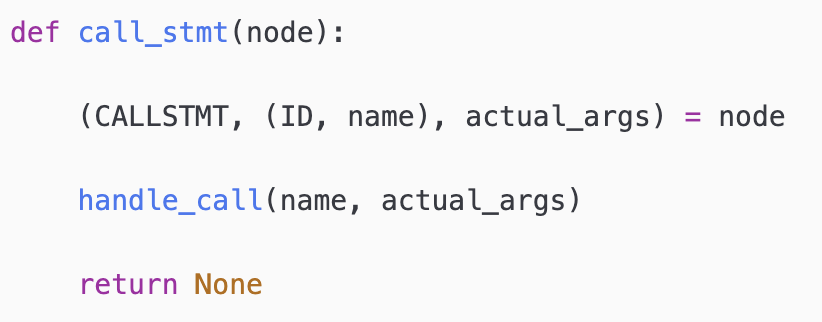 def call_stmt(node):
    (CALLSTMT, (ID, name), actual_args) = node
    handle_call(name, actual_args)
    return None